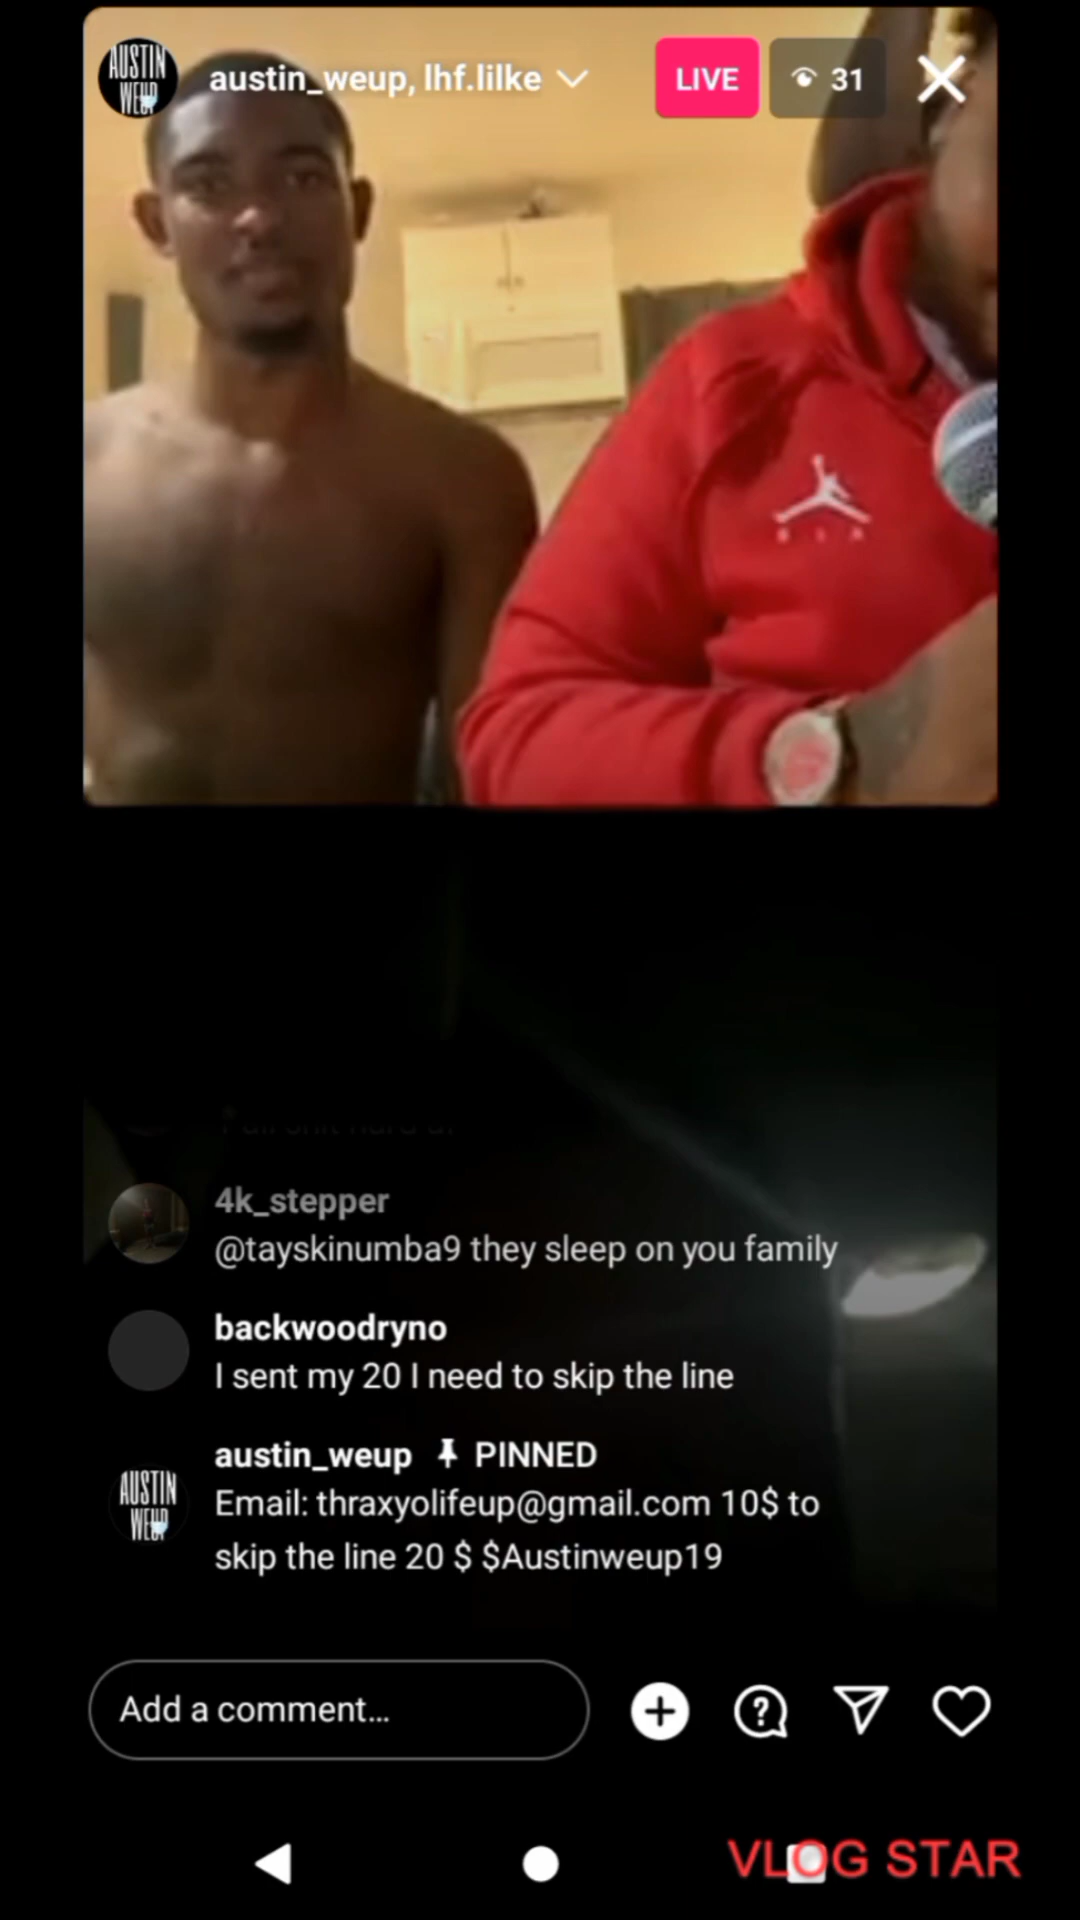 AUSTIN
WEUP
austin_weup, lhf.lilke
LIVE
31
AIR
4k_stepper
@tayskinumba9 they sleep on you family
backwoodryno
I sent my 20 I need to skip the line
austin_weup PINNED
AUSTIN
WEUP
Email: thraxyolifeup@gmail.com 10$ to
skip the line 20 $ $Austinweup19
Add a comment...
VLOG STAR